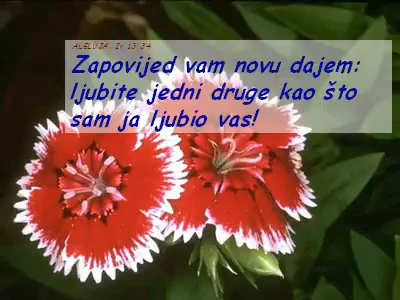 ALELUJA Iv 13,34
Zapovijed vam novu dajem:
ljubite jedni druge kao što
sam ja ljubio vas!